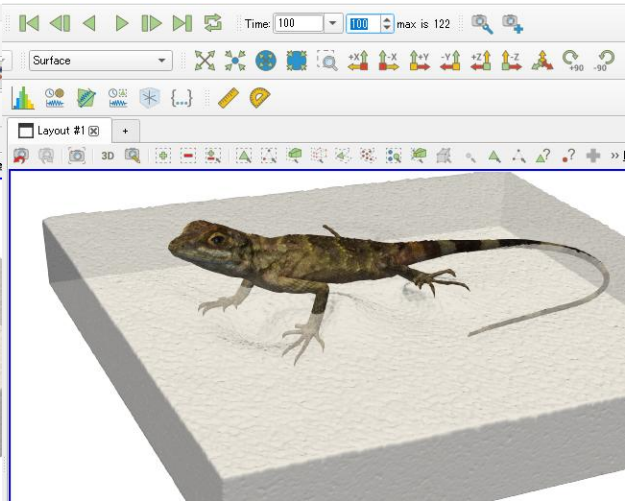 Time: 100 100 max is 122
Surface +X -X +Y -Y +Z -Z +90 -90
{...}
Layout #1 +
3D